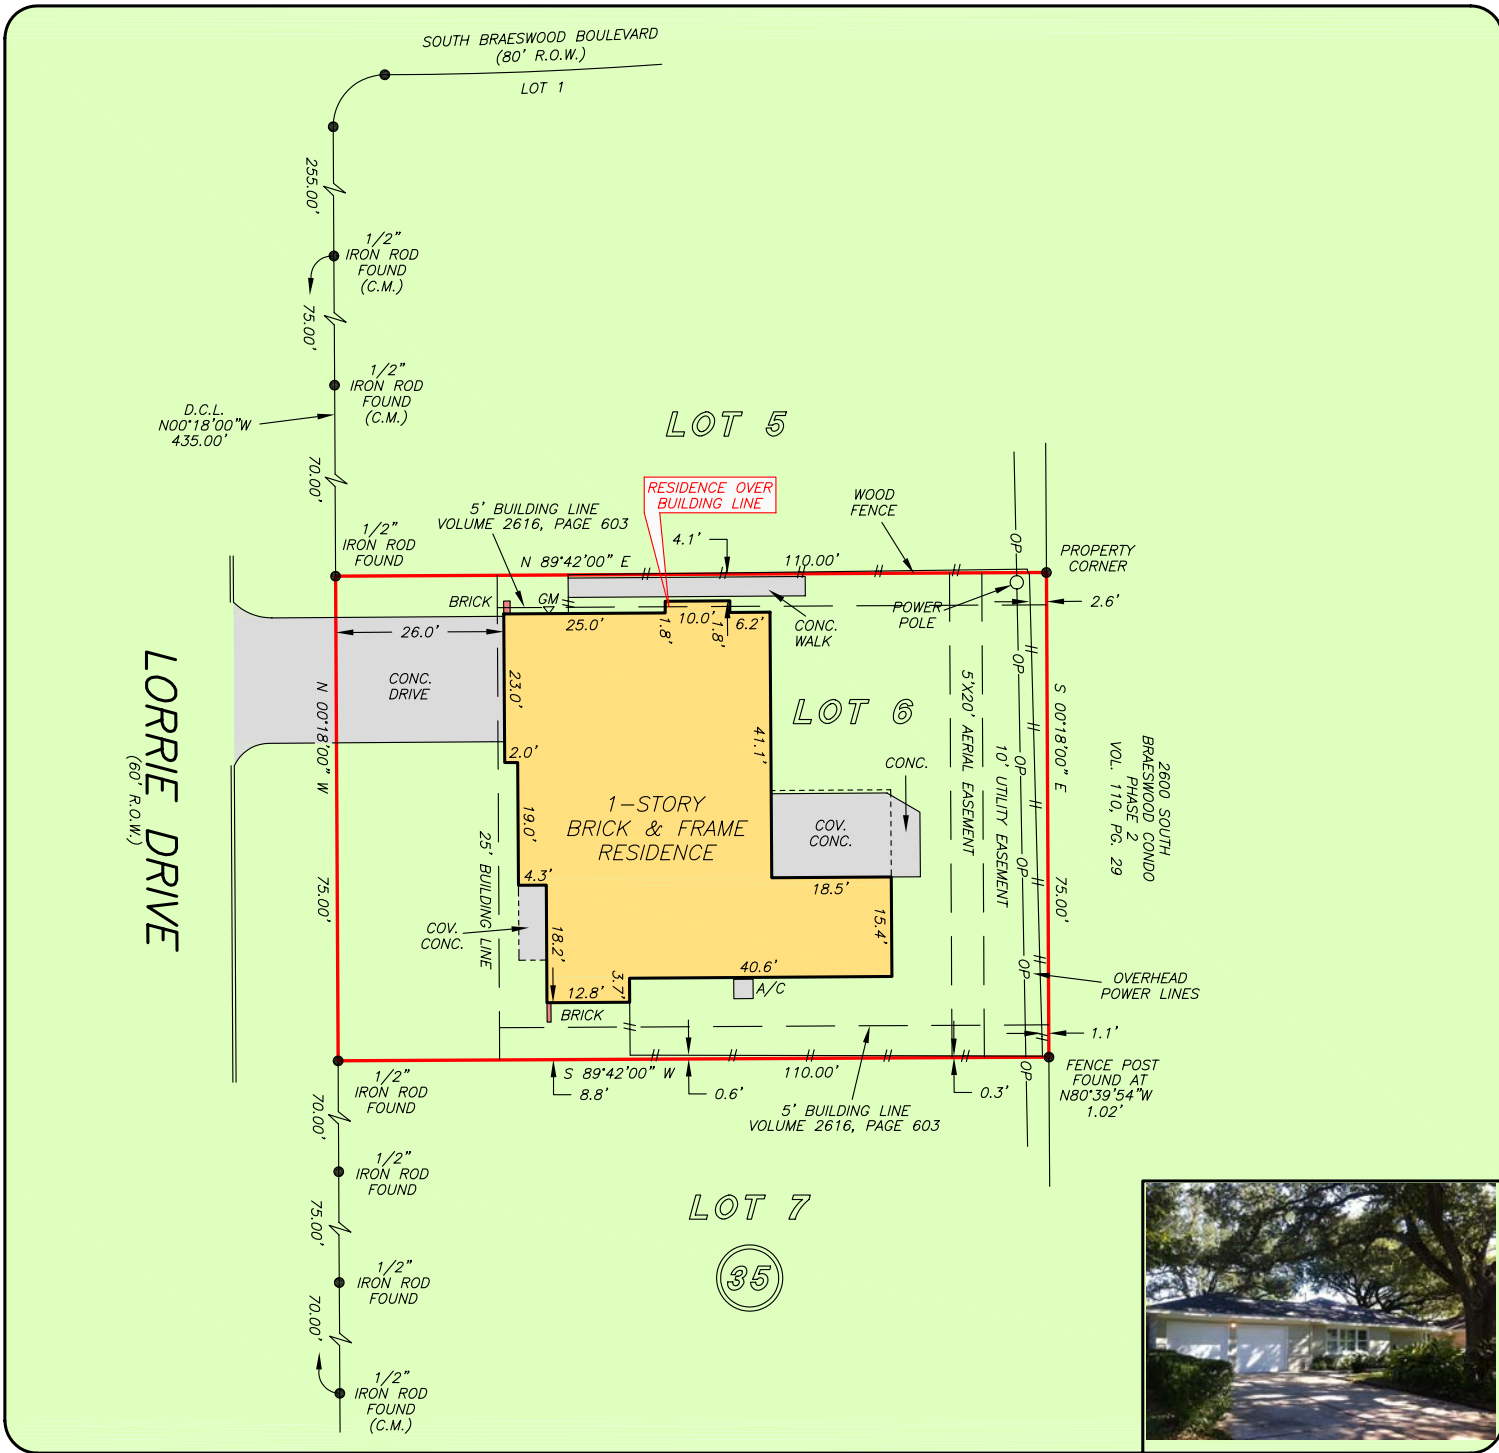 SOUTH BRAESWOOD BOULEVARD
(80' R.O.W.)
LOT 1
255.00'
1/2"
IRON ROD
FOUND
(C.M.)
75.00'
1/2"
IRON ROD
FOUND
(C.M.)
D.C.L.
N00°18'00"W
435.00'
70.00'
LOT 5
RESIDENCE OVER
BUILDING LINE
5' BUILDING LINE
VOLUME 2616, PAGE 603
WOOD
FENCE
1/2"
IRON ROD
FOUND
N 89°42'00" E
4.1'
110.00'
OP
PROPERTY
CORNER
BRICK
GM
25.0'
1.8'
10.0'
1.8'
6.2'
CONC.
WALK
POWER
POLE
2.6'
26.0'
CONC.
DRIVE
LORRIE DRIVE
(60' R.O.W.)
N 00°18'00" W
75.00'
23.0'
2.0'
19.0'
4.3'
25' BUILDING LINE
1-STORY
BRICK & FRAME
RESIDENCE
41.1'
LOT 6
CONC.
COV.
CONC.
18.5'
15.4'
5'X20' AERIAL EASEMENT
10' UTILITY EASEMENT
OP
OP
OP
OP
OP
S 00°18'00" E
75.00'
2600 SOUTH
BRAESWOOD CONDO
PHASE 2
VOL. 110, PG. 29
COV.
CONC.
18.2'
12.8'
3.7'
40.6'
A/C
BRICK
OVERHEAD
POWER LINES
1.1'
1/2"
IRON ROD
FOUND
S 89°42'00" W
8.8'
0.6'
110.00'
0.3'
5' BUILDING LINE
VOLUME 2616, PAGE 603
FENCE POST
FOUND AT
N80°39'54"W
1.02'
70.00'
1/2"
IRON ROD
FOUND
75.00'
LOT 7
35
1/2"
IRON ROD
FOUND
70.00'
1/2"
IRON ROD
FOUND
(C.M.)